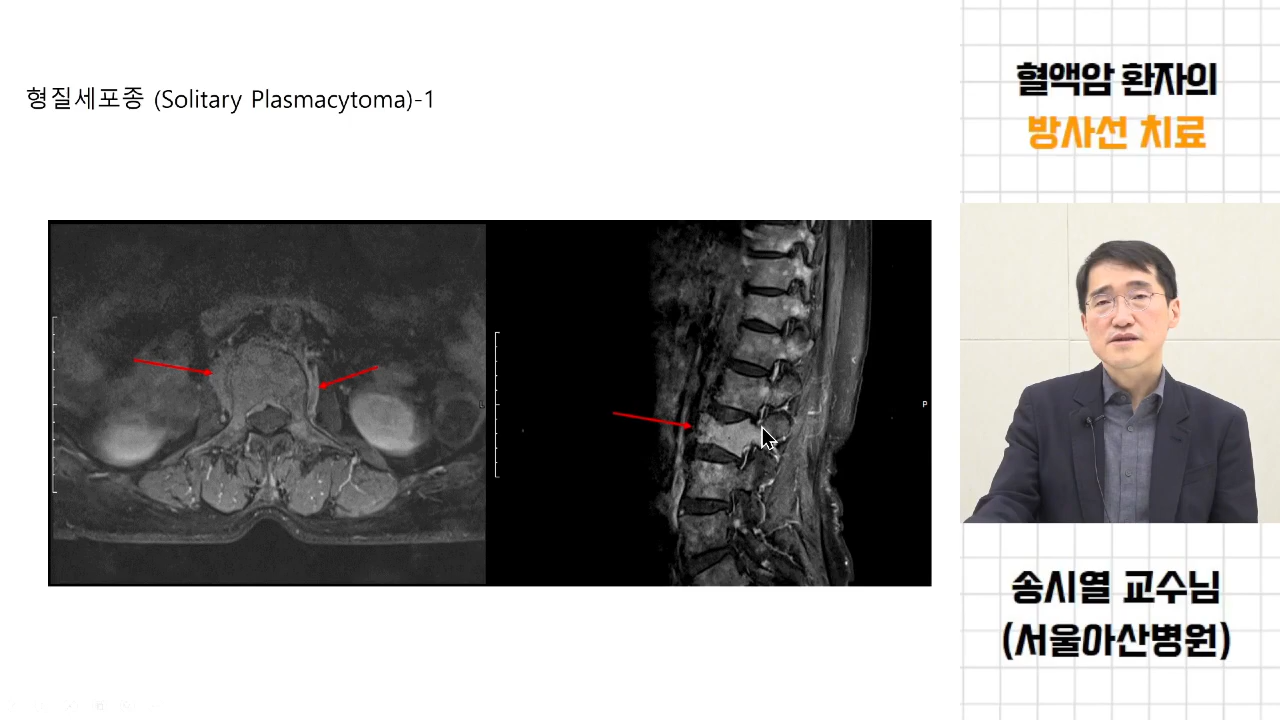 형질세포종 (Solitary Plasmacytoma)-1
L
P
혈액암 환자의
방사선 치료
송시열 교수님
(서울아산병원)